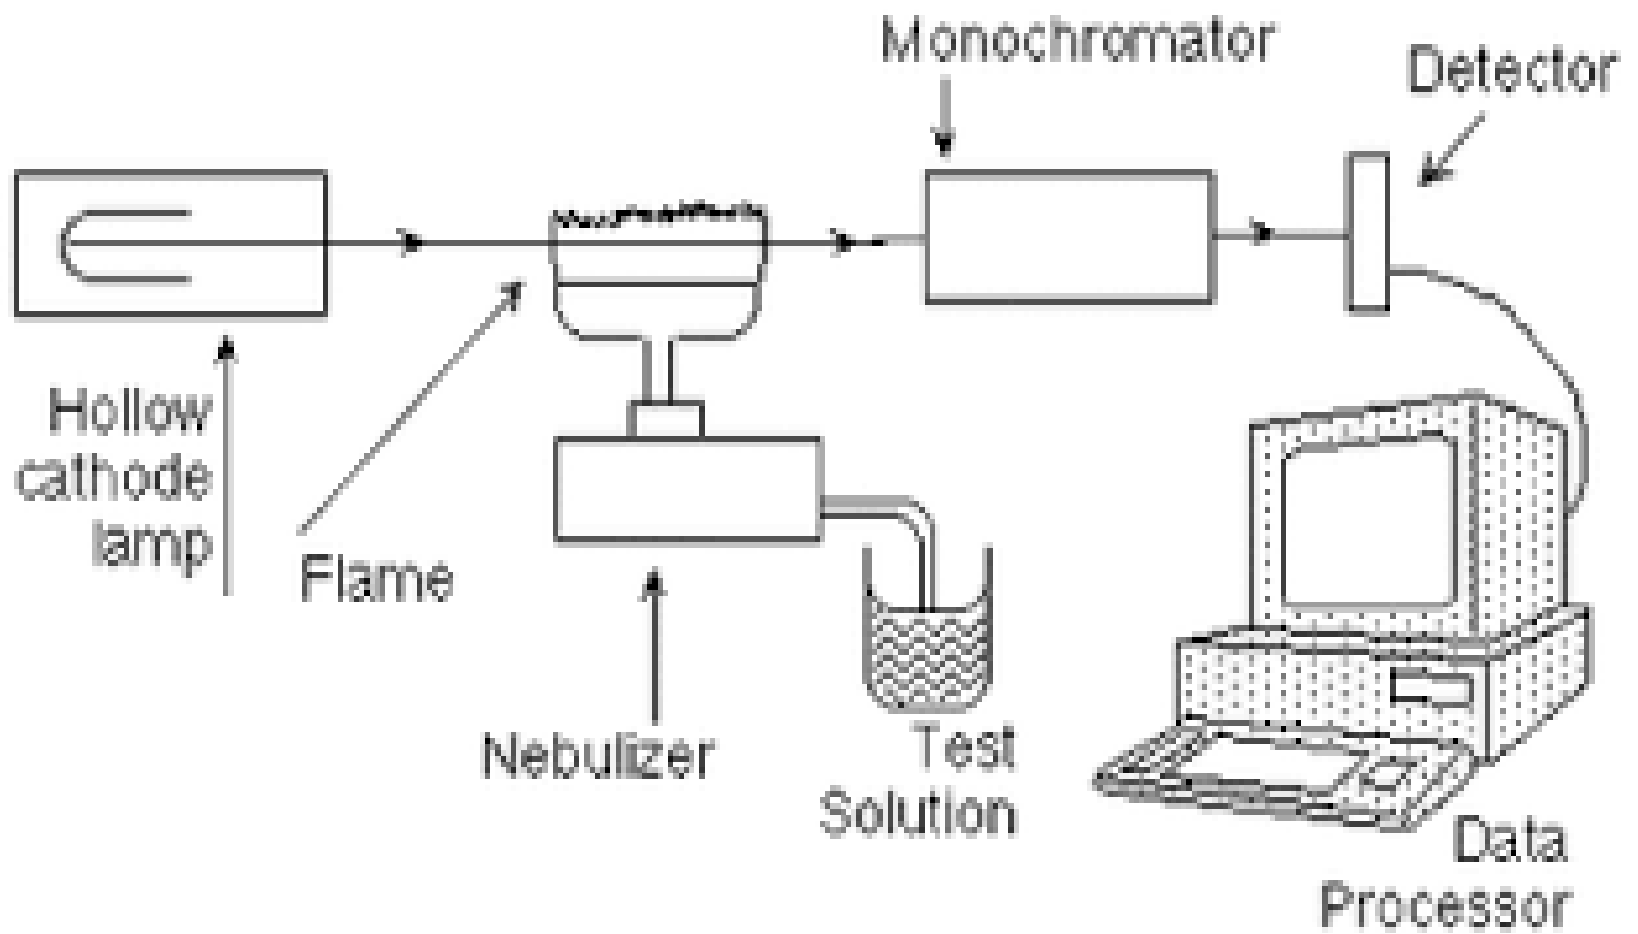 Monochromator
Detector
Hollow
cathode
lamp
Flame
Nebulizer
Test
Solution
Data
Processor